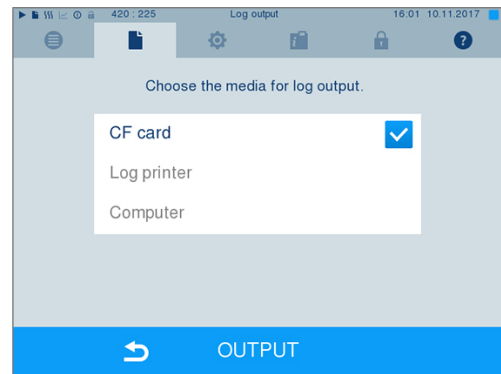 420 : 225 Log output 16:01 10.11.2017
?
Choose the media for log output.
CF card
Log printer
Computer
OUTPUT